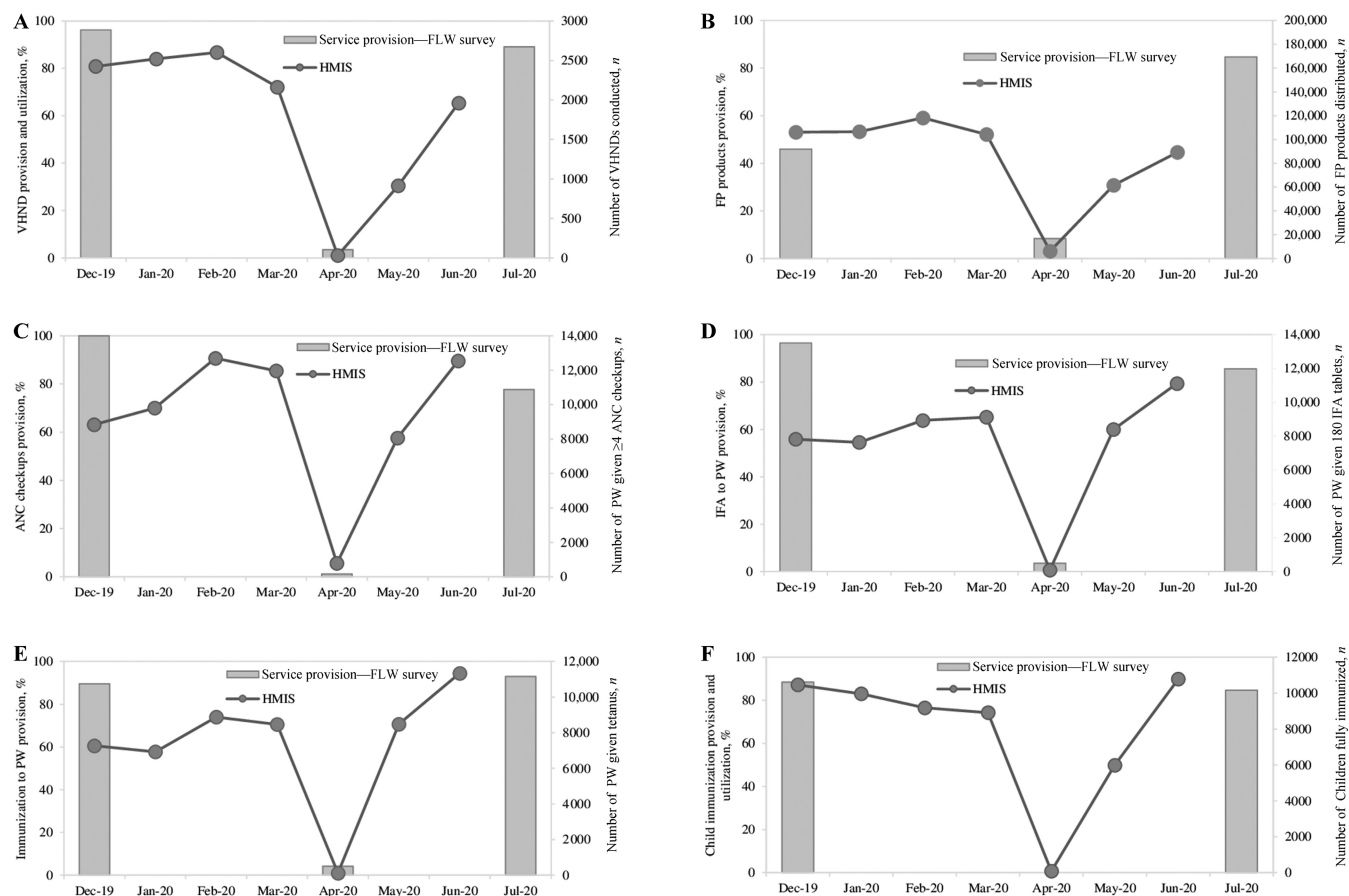 A
Service provision—FLW survey
HMIS
VHND provision and utilization, %
100
80
60
40
20
0
Number of VHNDs conducted, n
3000
2500
2000
1500
1000
500
0
Dec-19 Jan-20 Feb-20 Mar-20 Apr-20 May-20 Jun-20 Jul-20
B
Service provision—FLW survey
HMIS
FP products provision, %
100
80
60
40
20
0
Number of FP products distributed, n
200,000
180,000
160,000
140,000
120,000
100,000
80,000
60,000
40,000
20,000
0
Dec-19 Jan-20 Feb-20 Mar-20 Apr-20 May-20 Jun-20 Jul-20
C
Service provision—FLW survey
HMIS
ANC checkups provision, %
100
80
60
40
20
0
Number of PW given ≥4 ANC checkups, n
14,000
12,000
10,000
8000
6000
4000
2000
0
Dec-19 Jan-20 Feb-20 Mar-20 Apr-20 May-20 Jun-20 Jul-20
D
Service provision—FLW survey
HMIS
IFA to PW provision, %
100
80
60
40
20
0
Number of PW given 180 IFA tablets, n
14,000
12,000
10,000
8000
6000
4000
2000
0
Dec-19 Jan-20 Feb-20 Mar-20 Apr-20 May-20 Jun-20 Jul-20
E
Service provision—FLW survey
HMIS
Immunization to PW provision, %
100
80
60
40
20
0
Number of PW given tetanus, n
12,000
10,000
8000
6000
4000
2000
0
Dec-19 Jan-20 Feb-20 Mar-20 Apr-20 May-20 Jun-20 Jul-20
F
Service provision—FLW survey
HMIS
Child immunization provision and
utilization, %
100
80
60
40
20
0
Number of Children fully immunized, n
12000
10000
8000
6000
4000
2000
0
Dec-19 Jan-20 Feb-20 Mar-20 Apr-20 May-20 Jun-20 Jul-20